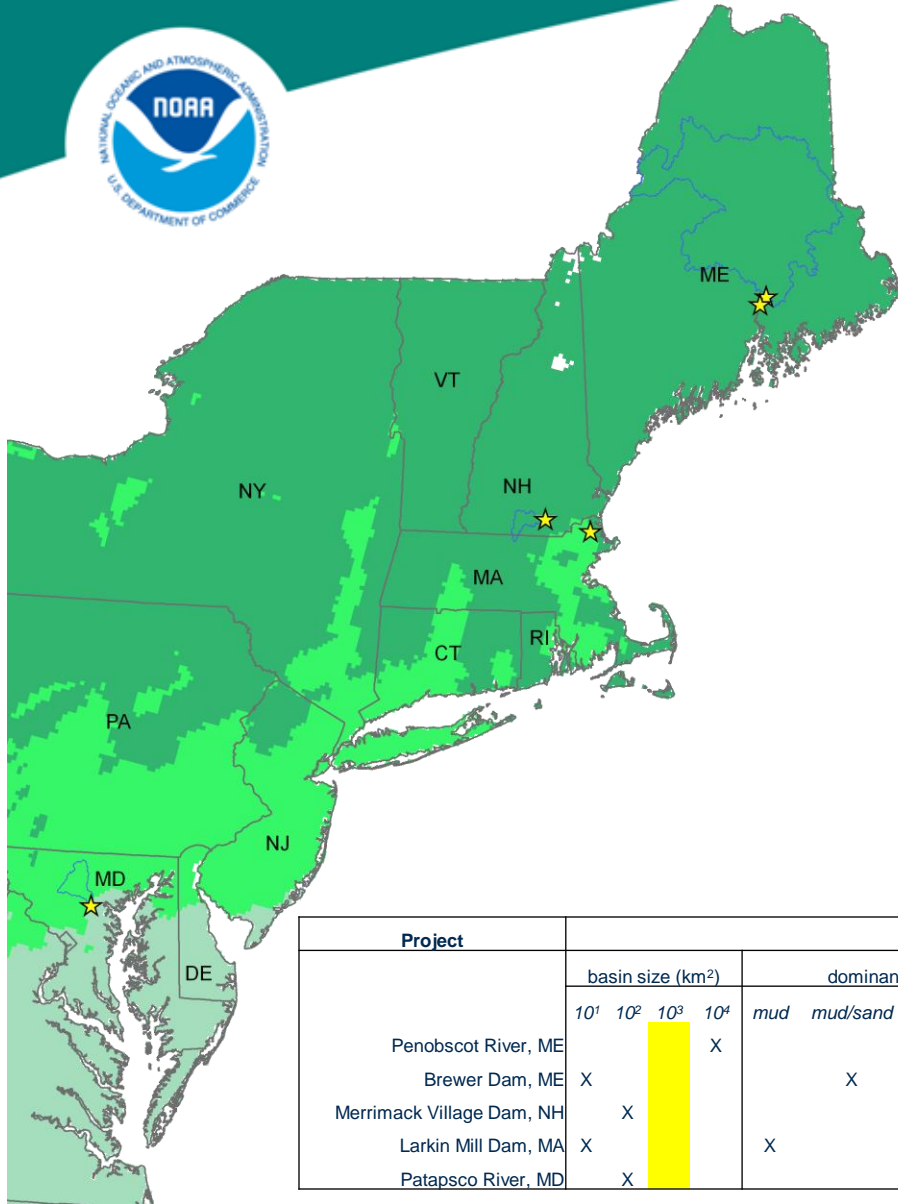 NATIONAL OCEANIC AND ATMOSPHERIC ADMINISTRATION
NOAA
U.S. DEPARTMENT OF COMMERCE
ME
VT
NY
NH
MA
CT
RI
PA
NJ
MD
DE
Project
basin size (km²) dominan
10¹ 10² 10³ 10⁴ mud mud/sand
Penobscot River, ME X
Brewer Dam, ME X X
Merrimack Village Dam, NH X
Larkin Mill Dam, MA X X
Patapsco River, MD X